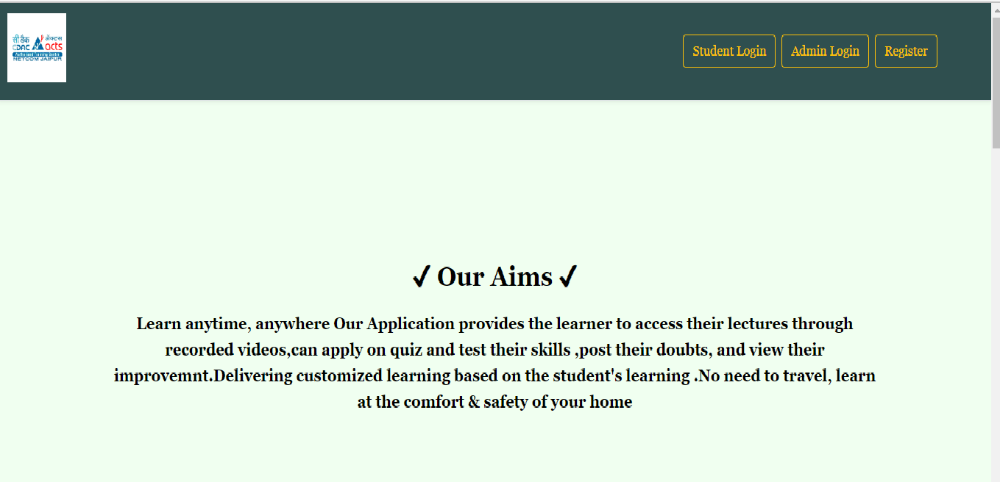 सी डैक ॲक्टस
CDAC acts
Authorised Training Centre
NETCOM JAIPUR
Student Login Admin Login Register
✓ Our Aims ✓
Learn anytime, anywhere Our Application provides the learner to access their lectures through
recorded videos,can apply on quiz and test their skills ,post their doubts, and view their
improvemnt.Delivering customized learning based on the student's learning .No need to travel, learn
at the comfort & safety of your home